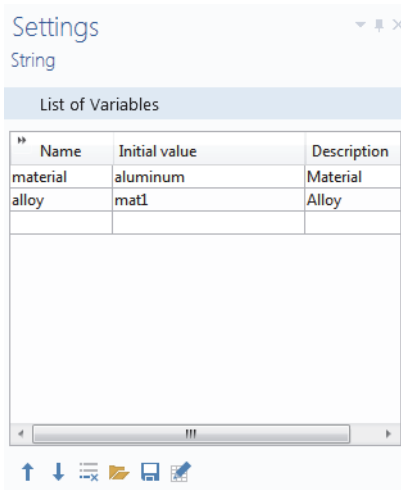 Settings
String
List of Variables
Name Initial value Description
material aluminum Material
alloy mat1 Alloy